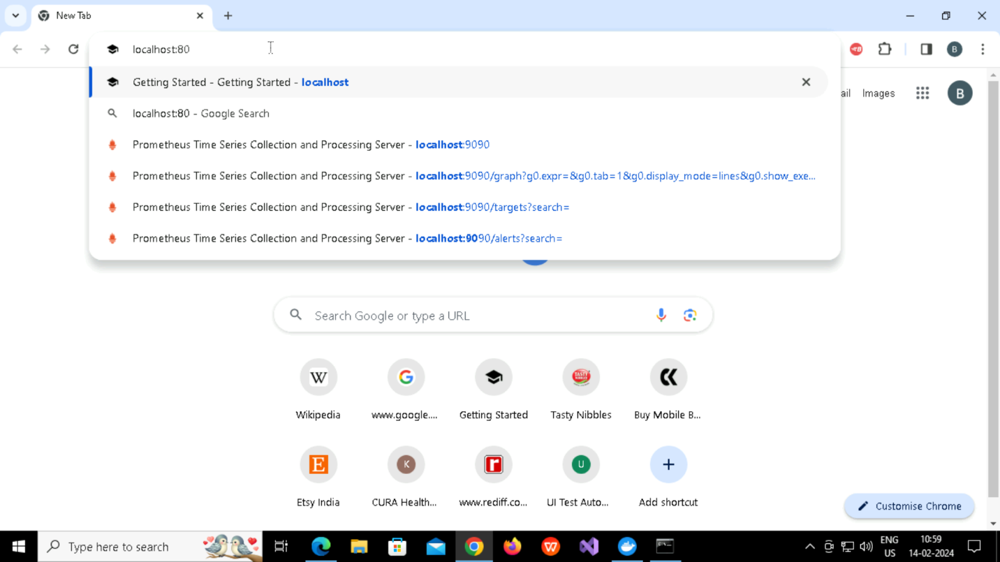 New Tab
localhost:80
Getting Started - Getting Started - localhost
localhost:80 - Google Search
Prometheus Time Series Collection and Processing Server - localhost:9090
Prometheus Time Series Collection and Processing Server - localhost:9090/graph?g0.expr=&g0.tab=1&g0.display_mode=lines&g0.show_exe...
Prometheus Time Series Collection and Processing Server - localhost:9090/targets?search=
Prometheus Time Series Collection and Processing Server - localhost:9090/alerts?search=
B
ail Images B
Search Google or type a URL
W
Wikipedia www.google.... Getting Started Tasty Nibbles Buy Mobile B...
E K r U
Etsy India CURA Health... www.rediff.co... UI Test Auto... Add shortcut
Customise Chrome
Type here to search
ENG
US
10:59
14-02-2024